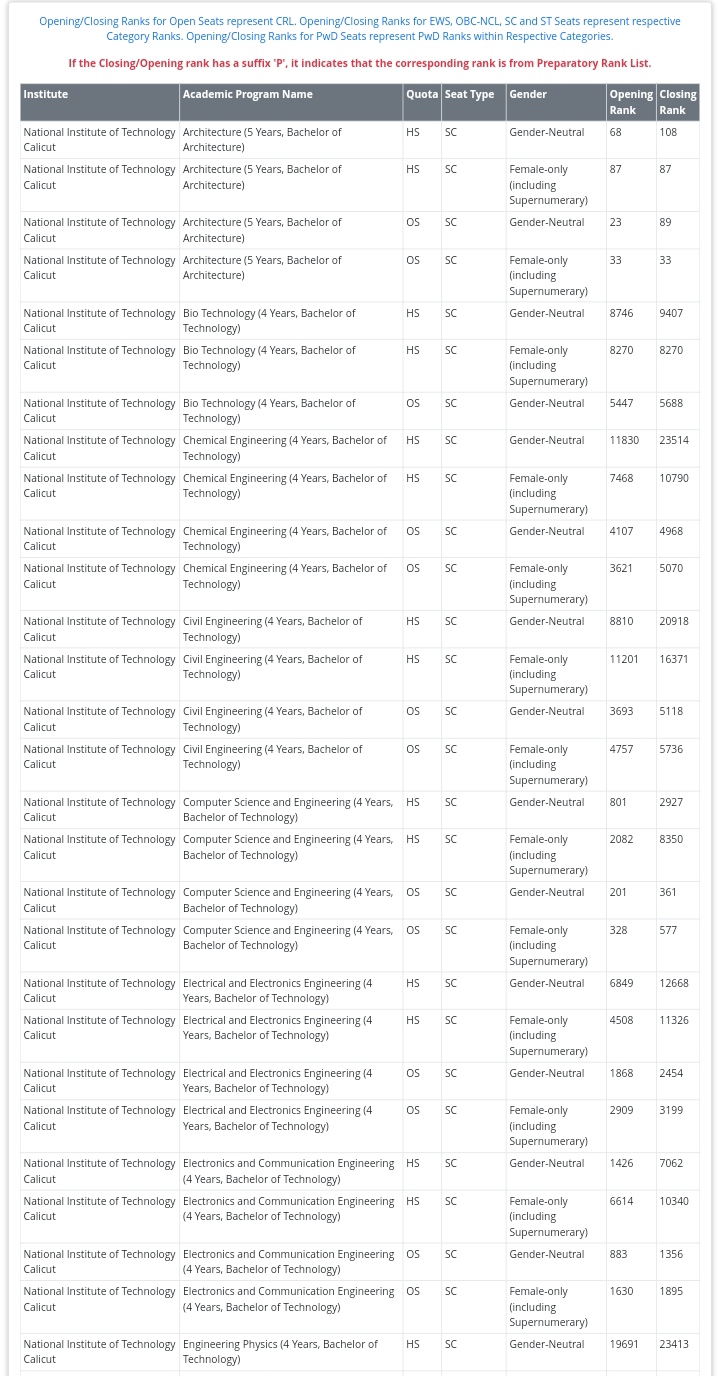 Opening/Closing Ranks for Open Seats represent CRL. Opening/Closing Ranks for EWS, OBC-NCL, SC and ST Seats represent respective
Category Ranks. Opening/Closing Ranks for PwD Seats represent PwD Ranks within Respective Categories.
If the Closing/Opening rank has a suffix 'P', it indicates that the corresponding rank is from Preparatory Rank List.
Institute Academic Program Name Quota Seat Type Gender Opening Closing
Rank Rank
National Institute of Technology Architecture (5 Years, Bachelor of HS SC Gender-Neutral 68 108
Calicut Architecture)
National Institute of Technology Architecture (5 Years, Bachelor of HS SC Female-only 87 87
Calicut Architecture) (including
Supernumerary)
National Institute of Technology Architecture (5 Years, Bachelor of OS SC Gender-Neutral 23 89
Calicut Architecture)
National Institute of Technology Architecture (5 Years, Bachelor of OS SC Female-only 33 33
Calicut Architecture) (including
Supernumerary)
National Institute of Technology Bio Technology (4 Years, Bachelor of HS SC Gender-Neutral 8746 9407
Calicut Technology)
National Institute of Technology Bio Technology (4 Years, Bachelor of HS SC Female-only 8270 8270
Calicut Technology) (including
Supernumerary)
National Institute of Technology Bio Technology (4 Years, Bachelor of OS SC Gender-Neutral 5447 5688
Calicut Technology)
National Institute of Technology Chemical Engineering (4 Years, Bachelor of HS SC Gender-Neutral 11830 23514
Calicut Technology)
National Institute of Technology Chemical Engineering (4 Years, Bachelor of HS SC Female-only 7468 10790
Calicut Technology) (including
Supernumerary)
National Institute of Technology Chemical Engineering (4 Years, Bachelor of OS SC Gender-Neutral 4107 4968
Calicut Technology)
National Institute of Technology Chemical Engineering (4 Years, Bachelor of OS SC Female-only 3621 5070
Calicut Technology) (including
Supernumerary)
National Institute of Technology Civil Engineering (4 Years, Bachelor of HS SC Gender-Neutral 8810 20918
Calicut Technology)
National Institute of Technology Civil Engineering (4 Years, Bachelor of HS SC Female-only 11201 16371
Calicut Technology) (including
Supernumerary)
National Institute of Technology Civil Engineering (4 Years, Bachelor of OS SC Gender-Neutral 3693 5118
Calicut Technology)
National Institute of Technology Civil Engineering (4 Years, Bachelor of OS SC Female-only 4757 5736
Calicut Technology) (including
Supernumerary)
National Institute of Technology Computer Science and Engineering (4 Years, HS SC Gender-Neutral 801 2927
Calicut Bachelor of Technology)
National Institute of Technology Computer Science and Engineering (4 Years, HS SC Female-only 2082 8350
Calicut Bachelor of Technology) (including
Supernumerary)
National Institute of Technology Computer Science and Engineering (4 Years, OS SC Gender-Neutral 201 361
Calicut Bachelor of Technology)
National Institute of Technology Computer Science and Engineering (4 Years, OS SC Female-only 328 577
Calicut Bachelor of Technology) (including
Supernumerary)
National Institute of Technology Electrical and Electronics Engineering (4 HS SC Gender-Neutral 6849 12668
Calicut Years, Bachelor of Technology)
National Institute of Technology Electrical and Electronics Engineering (4 HS SC Female-only 4508 11326
Calicut Years, Bachelor of Technology) (including
Supernumerary)
National Institute of Technology Electrical and Electronics Engineering (4 OS SC Gender-Neutral 1868 2454
Calicut Years, Bachelor of Technology)
National Institute of Technology Electrical and Electronics Engineering (4 OS SC Female-only 2909 3199
Calicut Years, Bachelor of Technology) (including
Supernumerary)
National Institute of Technology Electronics and Communication Engineering HS SC Gender-Neutral 1426 7062
Calicut (4 Years, Bachelor of Technology)
National Institute of Technology Electronics and Communication Engineering HS SC Female-only 6614 10340
Calicut (4 Years, Bachelor of Technology) (including
Supernumerary)
National Institute of Technology Electronics and Communication Engineering OS SC Gender-Neutral 883 1356
Calicut (4 Years, Bachelor of Technology)
National Institute of Technology Electronics and Communication Engineering OS SC Female-only 1630 1895
Calicut (4 Years, Bachelor of Technology) (including
Supernumerary)
National Institute of Technology Engineering Physics (4 Years, Bachelor of HS SC Gender-Neutral 19691 23413
Calicut Technology)